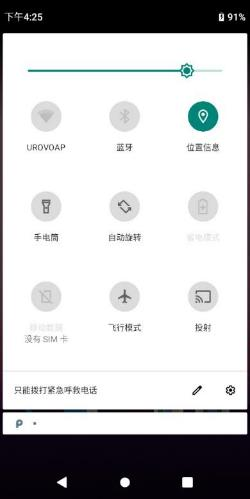 下午4:25
91%
UROVOAP
蓝牙
位置信息
手电筒
自动旋转
省电模式
移动数据
没有 SIM 卡
飞行模式
投射
只能拨打紧急呼救电话